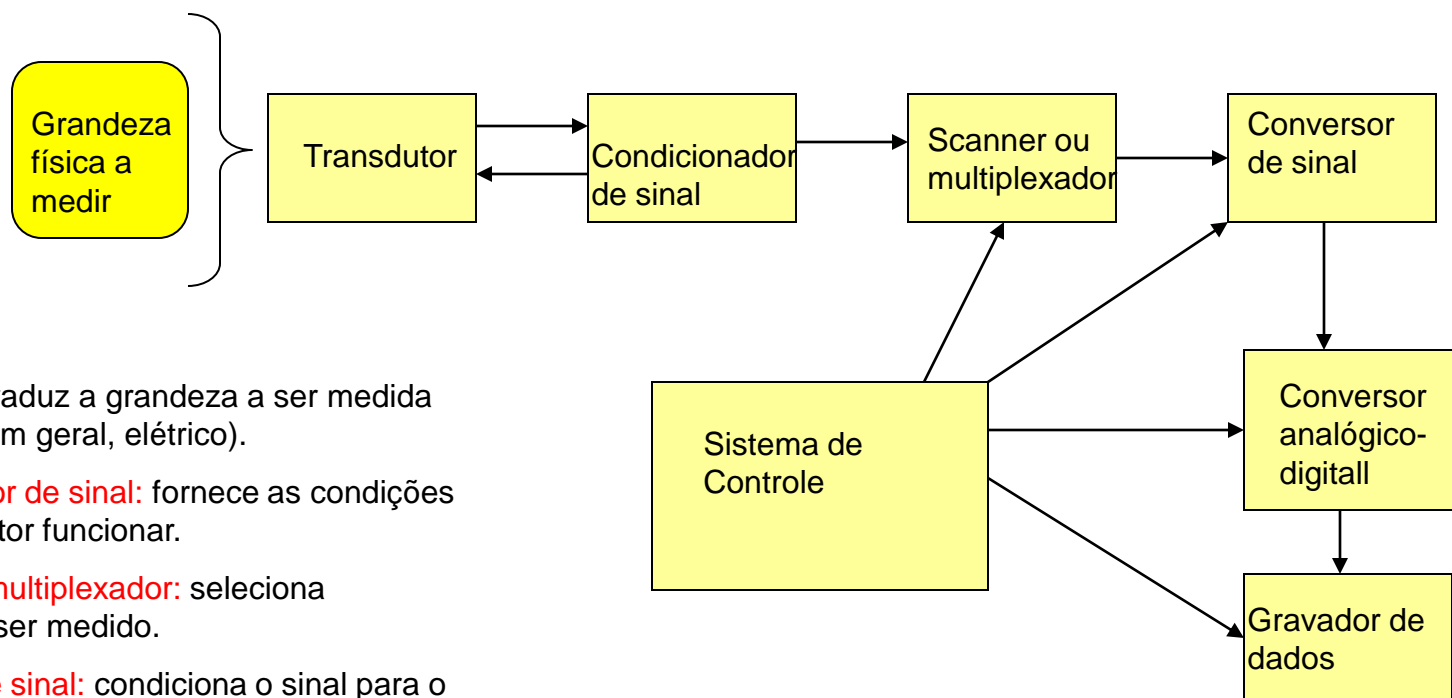 Grandeza
física a
medir
Transdutor
Condicionador
de sinal
Scanner ou
multiplexador
Conversor
de sinal
Sistema de
Controle
Conversor
analógico-
digitall
Gravador de
dados
aduz a grandeza a ser medida
m geral, elétrico).
or de sinal: fornece as condições
tor funcionar.
multiplexador: seleciona
ser medido.
sinal: condiciona o sinal para o